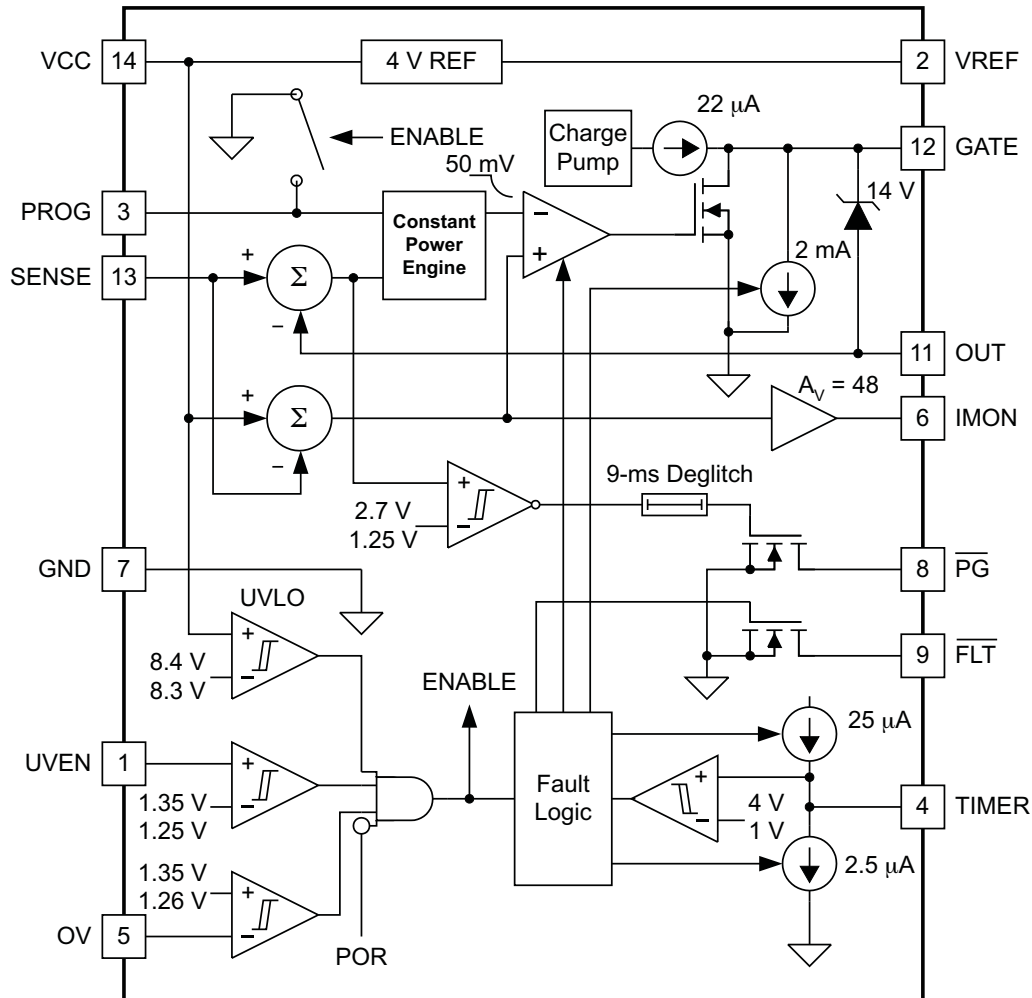 VCC 14 4 V REF 2 VREF
22 μA
ENABLE
Charge
Pump
12 GATE
50 mV
14 V
PROG 3
Constant
Power
Engine
−
+
2 mA
SENSE 13 + Σ −
11 OUT
A_V = 48
+ Σ −
6 IMON
9-ms Deglitch
+
2.7 V
1.25 V −
GND 7
8 PG
UVLO
+
8.4 V
8.3 V −
9 FLT
ENABLE
25 μA
UVEN 1
+
1.35 V
1.25 V −
Fault
Logic
+
4 V
1 V −
4 TIMER
1.35 V
1.26 V
+
−
2.5 μA
OV 5
POR